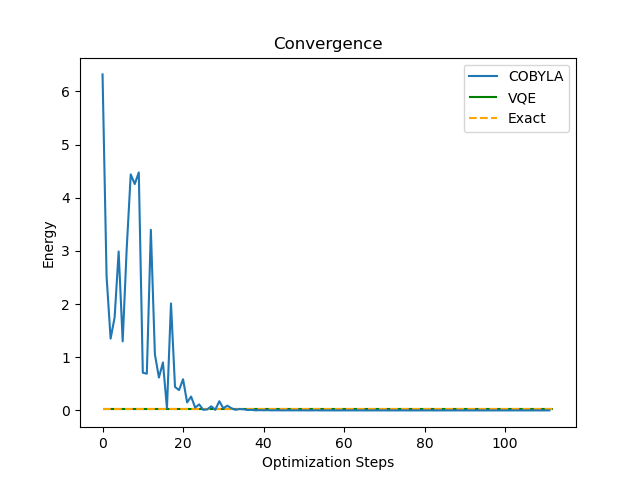 Convergence
COBYLA
VQE
Exact
Energy
6
5
4
3
2
1
0
0 20 40 60 80 100
Optimization Steps